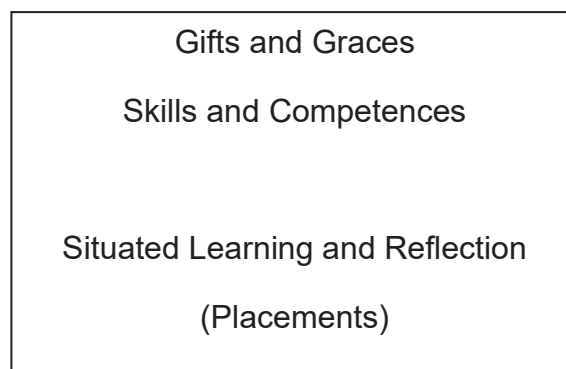 Gifts and Graces
Skills and Competences
Situated Learning and Reflection
(Placements)